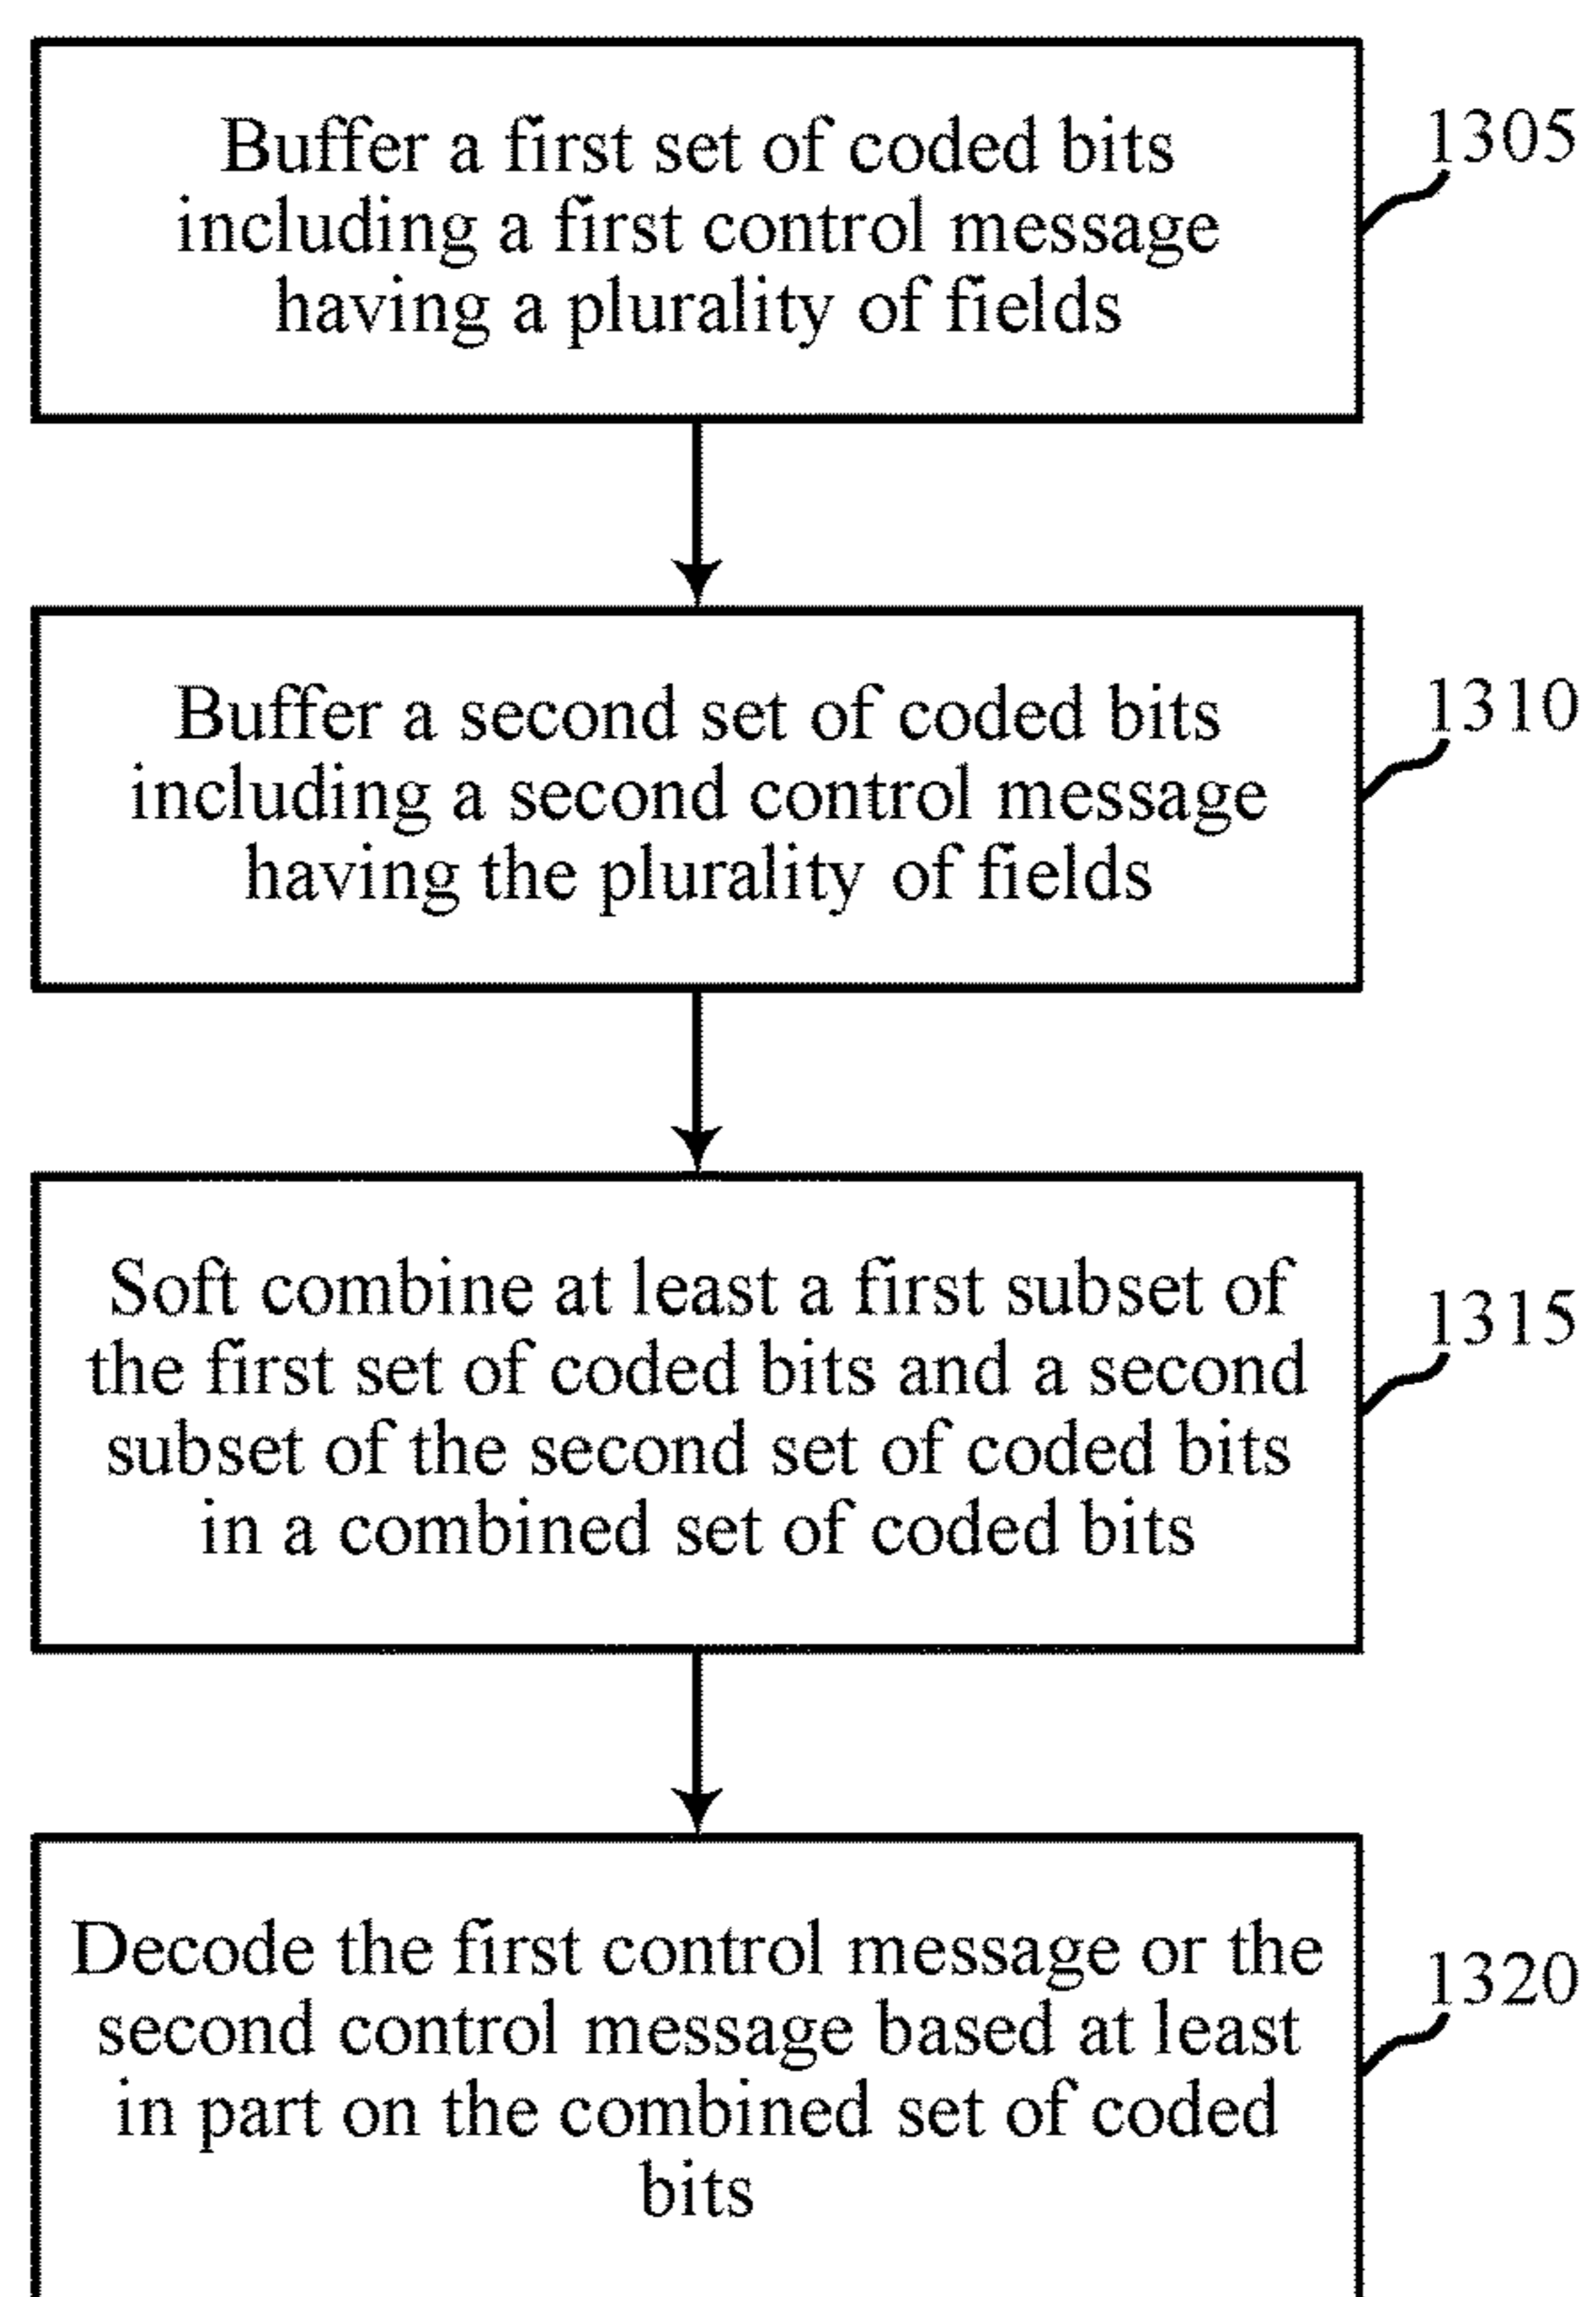 Buffer a first set of coded bits
including a first control message
having a plurality of fields
1305
Buffer a second set of coded bits
including a second control message
having the plurality of fields
1310
Soft combine at least a first subset of
the first set of coded bits and a second
subset of the second set of coded bits
in a combined set of coded bits
1315
Decode the first control message or the
second control message based at least
in part on the combined set of coded
bits
1320